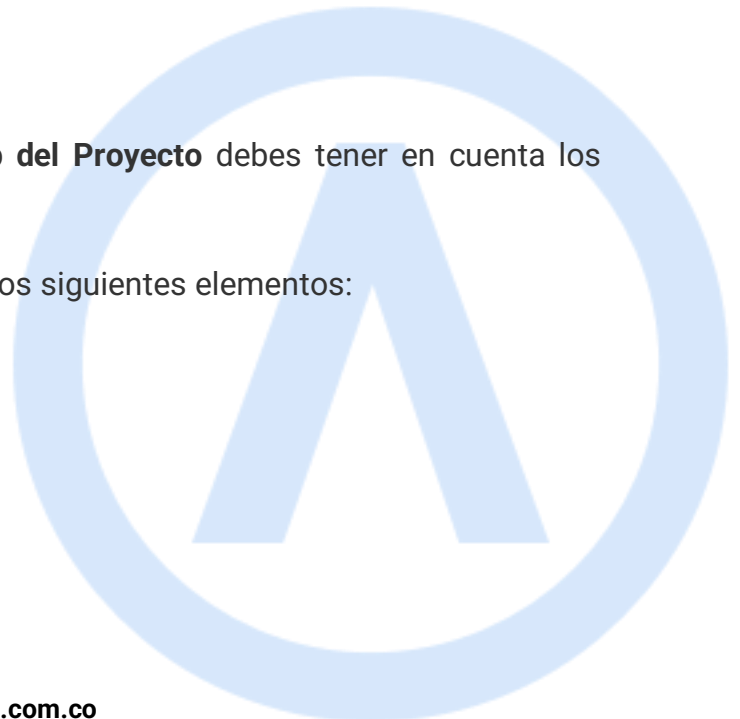 del Proyecto debes tener en cuenta los
os siguientes elementos:
.com.co